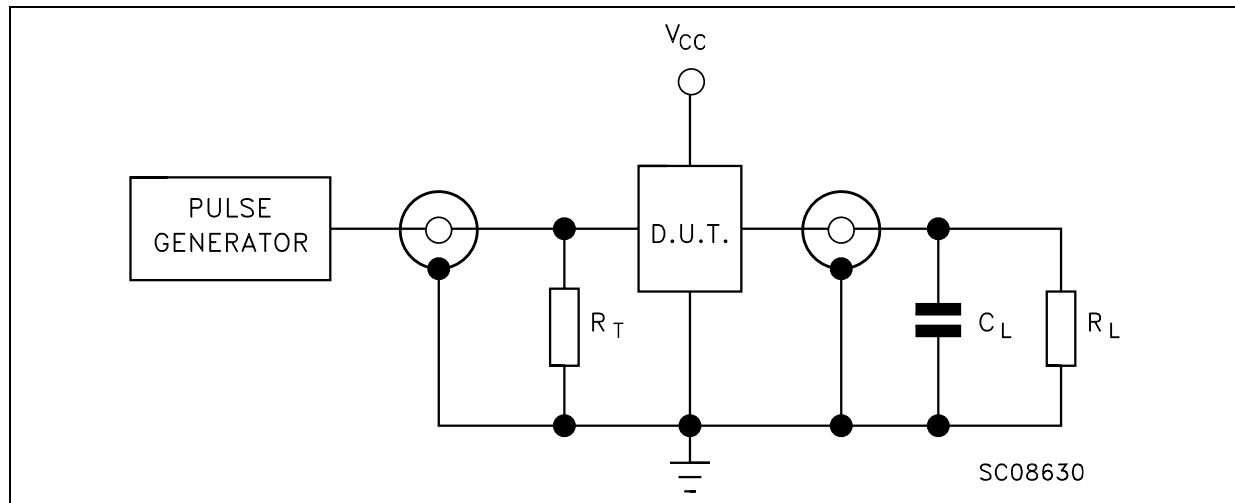 VCC
PULSE
GENERATOR
D.U.T.
RT
CL
RL
SC08630